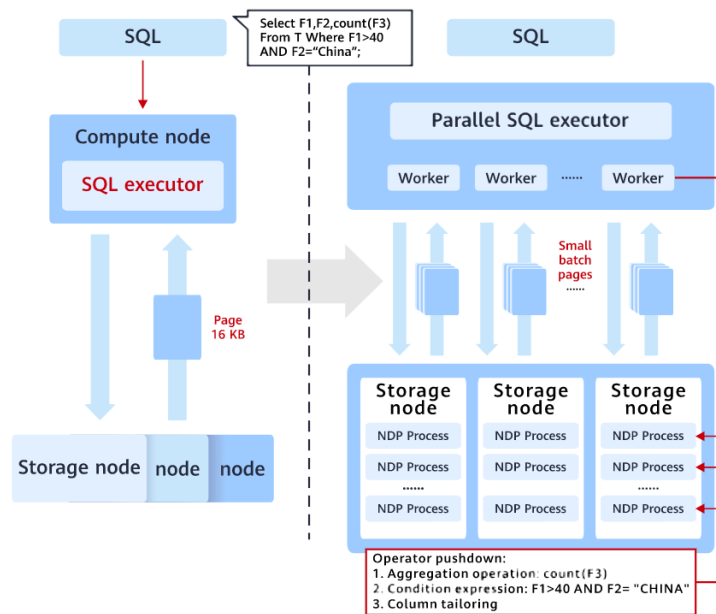 SQL
Select F1,F2,count(F3)
From T Where F1>40
AND F2=“China”;
SQL
Compute node
SQL executor
Page
16 KB
Storage node
node
node
Parallel SQL executor
Worker
Worker
......
Worker
Small
batch
pages
......
Storage
node
NDP Process
NDP Process
......
NDP Process
Storage
node
NDP Process
NDP Process
NDP Process
Storage
node
NDP Process
NDP Process
......
NDP Process
Operator pushdown:
1. Aggregation operation: count(F3)
2. Condition expression: F1>40 AND F2= “CHINA”
3. Column tailoring